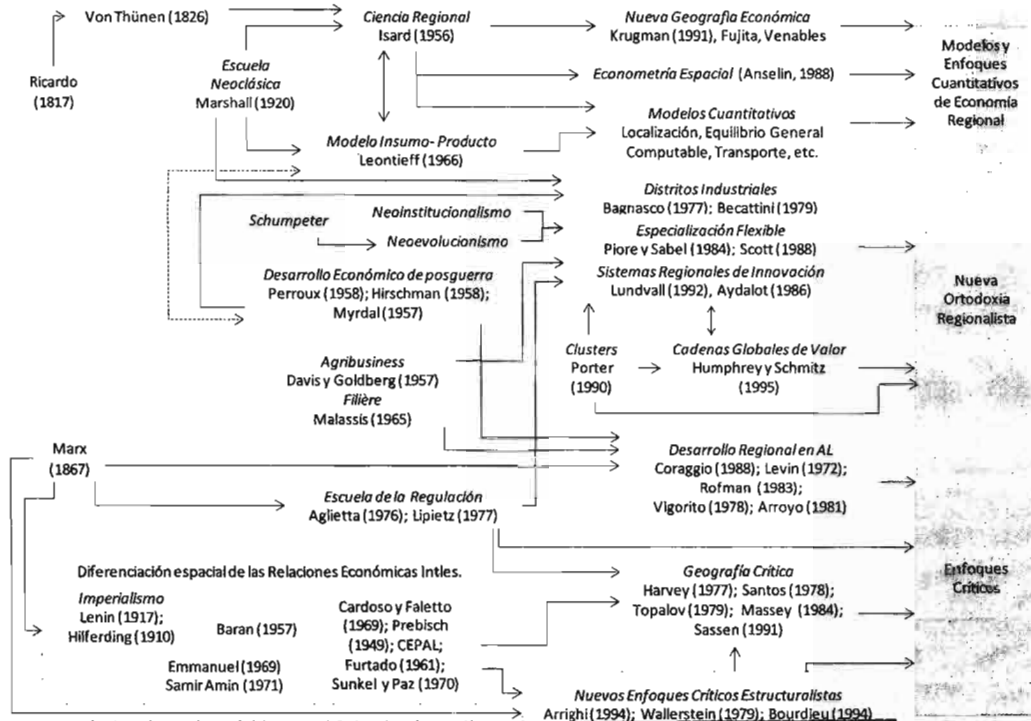 Von Thünen (1826)
Ricardo
(1817)
Escuela
Neoclásica
Marshall (1920)
Ciencia Regional
Isard (1956)
Modelo Insumo- Producto
Leontieff (1966)
Nueva Geografía Económica
Krugman (1991), Fujita, Venables
Econometría Espacial (Anselin, 1988)
Modelos Cuantitativos
Localización, Equilibrio General
Computable, Transporte, etc.
Modelos y
Enfoques
Cuantitativos
de Economía
Regional
Schumpeter
Neoinstitucionalismo
Neoevolucionismo
Desarrollo Económico de posguerra
Perroux (1958); Hirschman (1958);
Myrdal (1957)
Distritos Industriales
Bagnasco (1977); Becattini (1979)
Especialización Flexible
Piore y Sabel (1984); Scott (1988)
Sistemas Regionales de Innovación
Lundvall (1992), Aydalot (1986)
Nueva
Ortodoxia
Regionalista
Agribusiness
Davis y Goldberg (1957)
Filière
Malassis (1965)
Clusters
Porter
(1990)
Cadenas Globales de Valor
Humphrey y Schmitz
(1995)
Marx
(1867)
Escuela de la Regulación
Aglietta (1976); Lipietz (1977)
Desarrollo Regional en AL
Coraggio (1988); Levin (1972);
Rofman (1983);
Vigorito (1978); Arroyo (1981)
Diferenciación espacial de las Relaciones Económicas Intles.
Imperialismo
Lenin (1917);
Hilferding (1910)
Baran (1957)
Emmanuel (1969)
Samir Amin (1971)
Cardoso y Faletto
(1969); Prebisch
(1949); CEPAL;
Furtado (1961);
Sunkel y Paz (1970)
Geografía Crítica
Harvey (1977); Santos (1978);
Topalov (1979); Massey (1984);
Sassen (1991)
Enfoques
Críticos
Nuevos Enfoques Críticos Estructuralistas
Arrighi (1994); Wallerstein (1979); Bourdieu (1994)